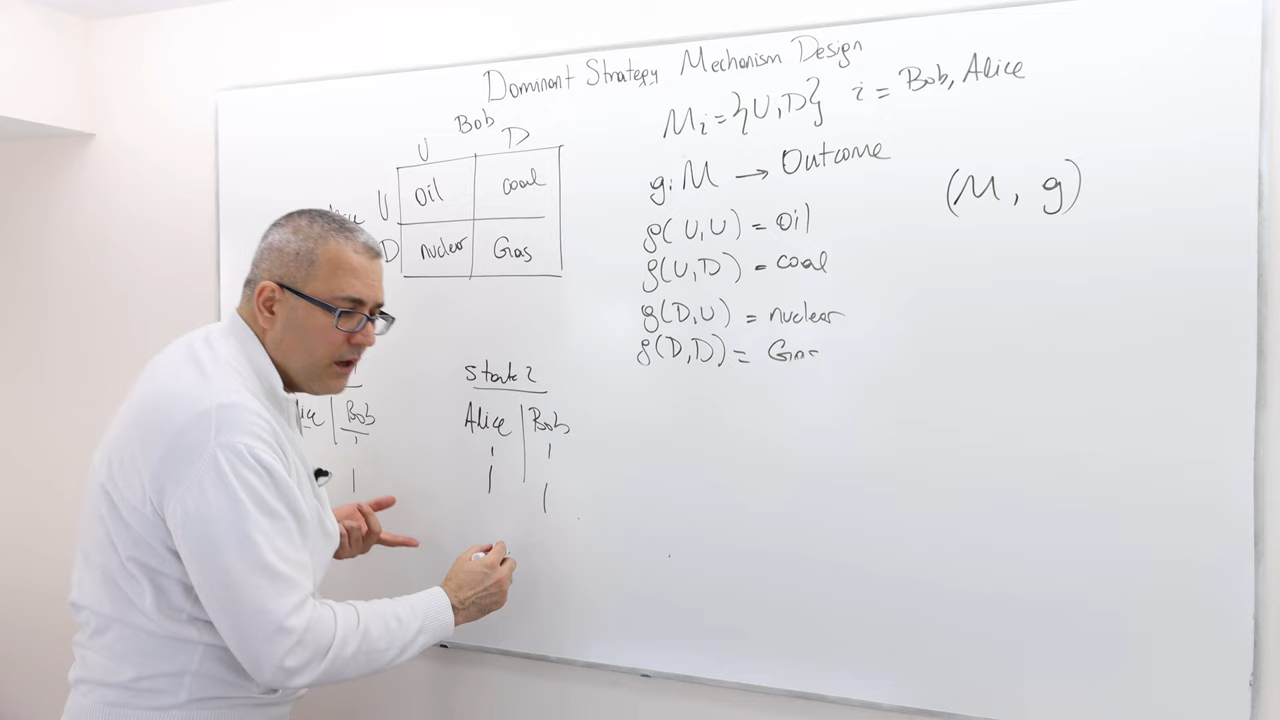 Dominant Strategy Mechanism Design
Bob
U D
U Oil Coal
D nuclear Gas
Mᵢ = {U, D} i = Bob, Alice
g: M → Outcome
(M, g)
g(U, U) = Oil
g(U, D) = Coal
g(D, U) = nuclear
g(D, D) = Gas
State 2
Bob
Alice | Bob